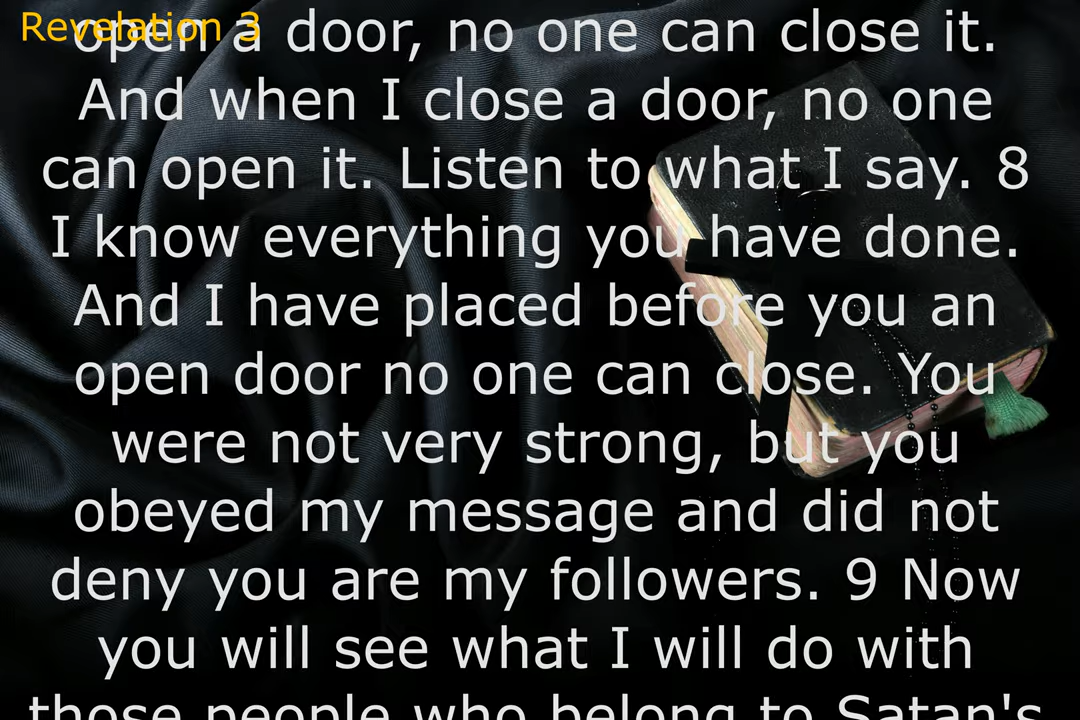 Revelation 3
open a door, no one can close it.
And when I close a door, no one
can open it. Listen to what I say. 8
I know everything you have done.
And I have placed before you an
open door no one can close. You
were not very strong, but you
obeyed my message and did not
deny you are my followers. 9 Now
you will see what I will do with
those people who belong to Satan's